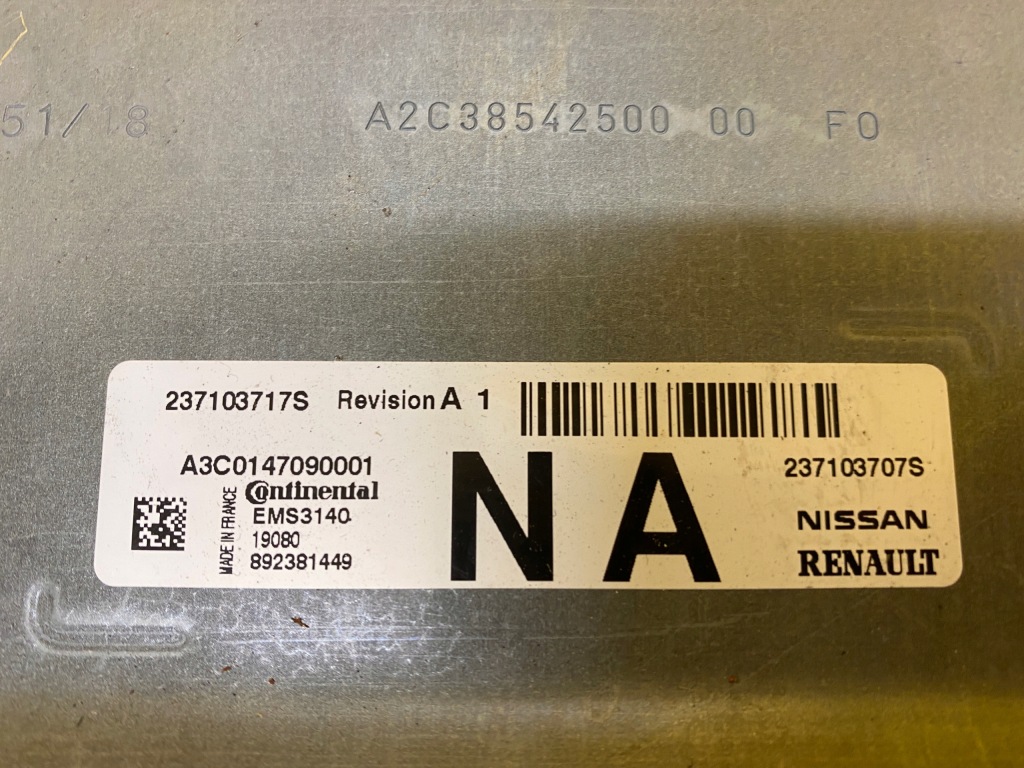 51/18 A2C38542500 00 F0
237103717S Revision A 1
A3C0147090001
Continental
EMS3140
19080
892381449
MADE IN FRANCE
NA
237103707S
NISSAN
RENAULT